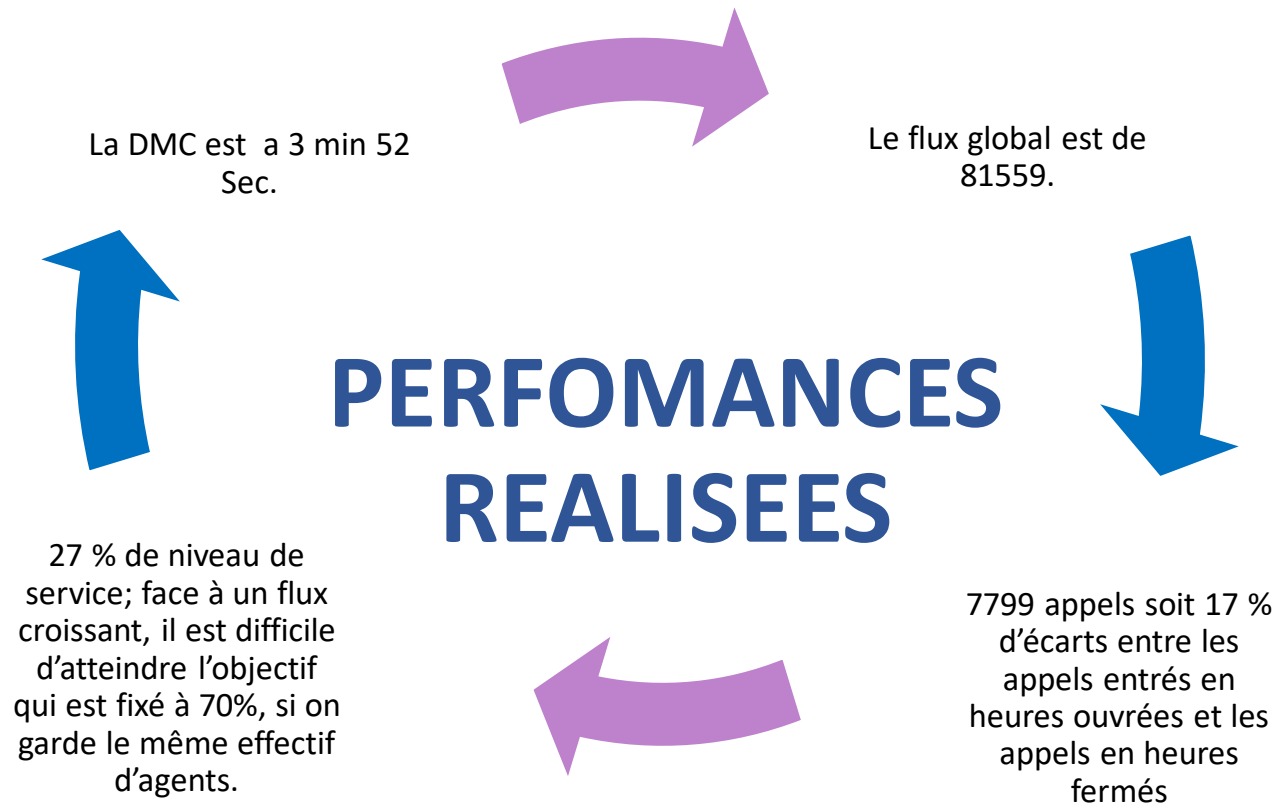 La DMC est  a 3 min 52
Sec.
Le flux global est de
81559.
PERFOMANCES
REALISEES
7799 appels soit 17 %
d’écarts entre les
appels entrés en
heures ouvrées et les
appels en heures
fermés
27 % de niveau de
service; face à un flux
croissant, il est difficile
d’atteindre l’objectif
qui est fixé à 70%, si on
garde le même effectif
d’agents.